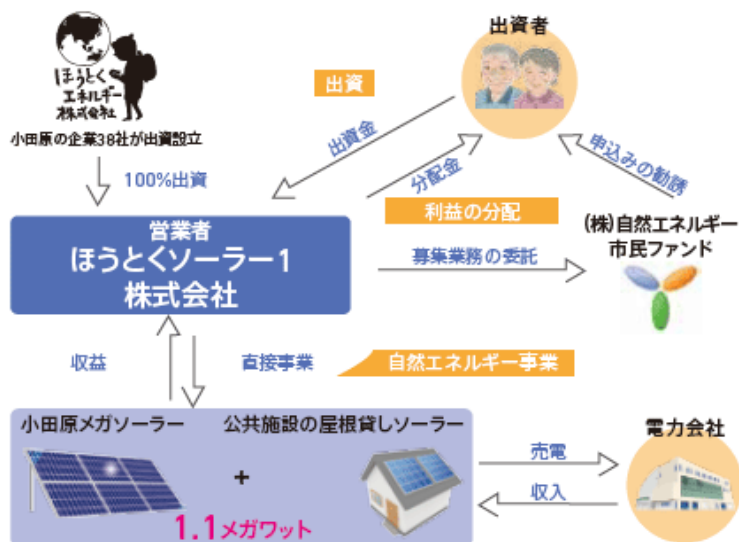 ほうとく
エネルギー
株式会社
小田原の企業38社が出資設立
100%出資
出資者
出資
出資金
分配金
申込みの勧誘
利益の分配
営業者
ほうとくソーラー1
株式会社
募集業務の委託
(株)自然エネルギー
市民ファンド
収益
直接事業
自然エネルギー事業
小田原メガソーラー
公共施設の屋根貸しソーラー
+
1.1メガワット
売電
収入
電力会社